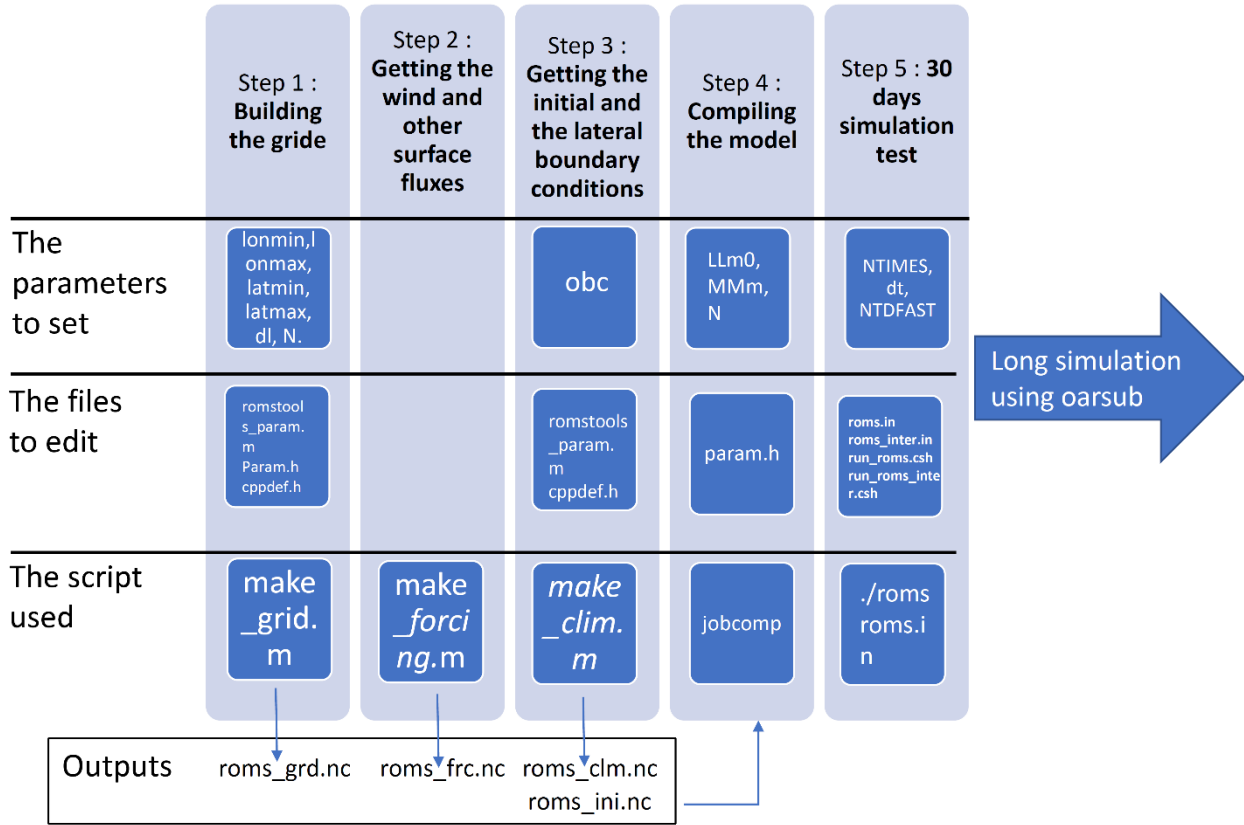 Step 1 :
Building
the gride
Step 2 :
Getting the
wind and
other
surface
fluxes
Step 3 :
Getting the
initial and
the lateral
boundary
conditions
Step 4 :
Compiling
the model
Step 5 : 30
days
simulation
test
The
parameters
to set
lonmin,l
onmax,
latmin,
latmax,
dl, N.
obc
LLm0,
MMm,
N
NTIMES,
dt,
NTDFAST
Long simulation
using oarsub
The files
to edit
romstool
s_param.
m
Param.h
cppdef.h
romstools
_param.
m
cppdef.h
param.h
roms.in
roms_inter.in
run_roms.csh
run_roms_inte
r.csh
The script
used
make
_grid.
m
make
_forci
ng.m
make
_clim.
m
jobcomp
./roms
roms.i
n
Outputs
roms_grd.nc
roms_frc.nc
roms_clm.nc
roms_ini.nc